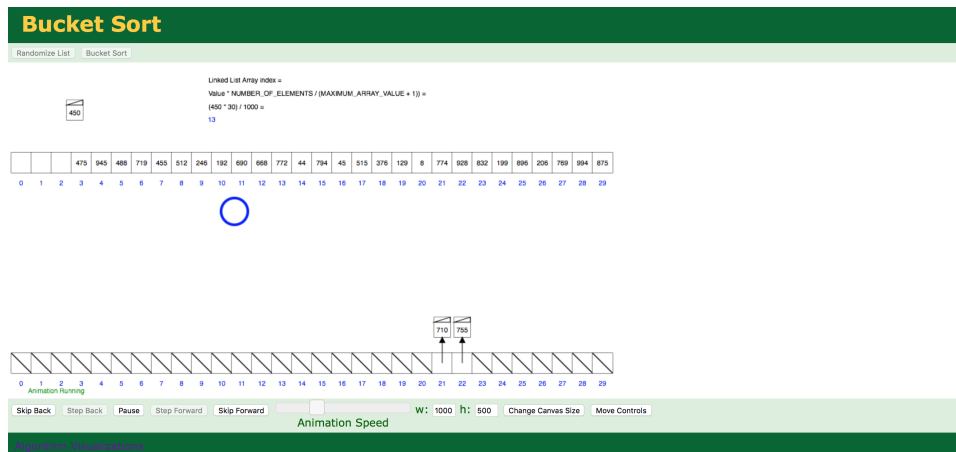 Bucket Sort
Randomize List Bucket Sort
Linked List Array index =
Value * NUMBER_OF_ELEMENTS / (MAXIMUM_ARRAY_VALUE + 1)) =
(450 * 30) / 1000 =
13
450
475 945 488 719 455 512 246 192 690 668 772 44 794 45 515 376 129 8 774 928 832 199 896 206 769 994 875
0 1 2 3 4 5 6 7 8 9 10 11 12 13 14 15 16 17 18 19 20 21 22 23 24 25 26 27 28 29
710 755
0 1 2 3 4 5 6 7 8 9 10 11 12 13 14 15 16 17 18 19 20 21 22 23 24 25 26 27 28 29
Animation Running
Skip Back Step Back Pause Step Forward Skip Forward w: 1000 h: 500 Change Canvas Size Move Controls
Animation Speed